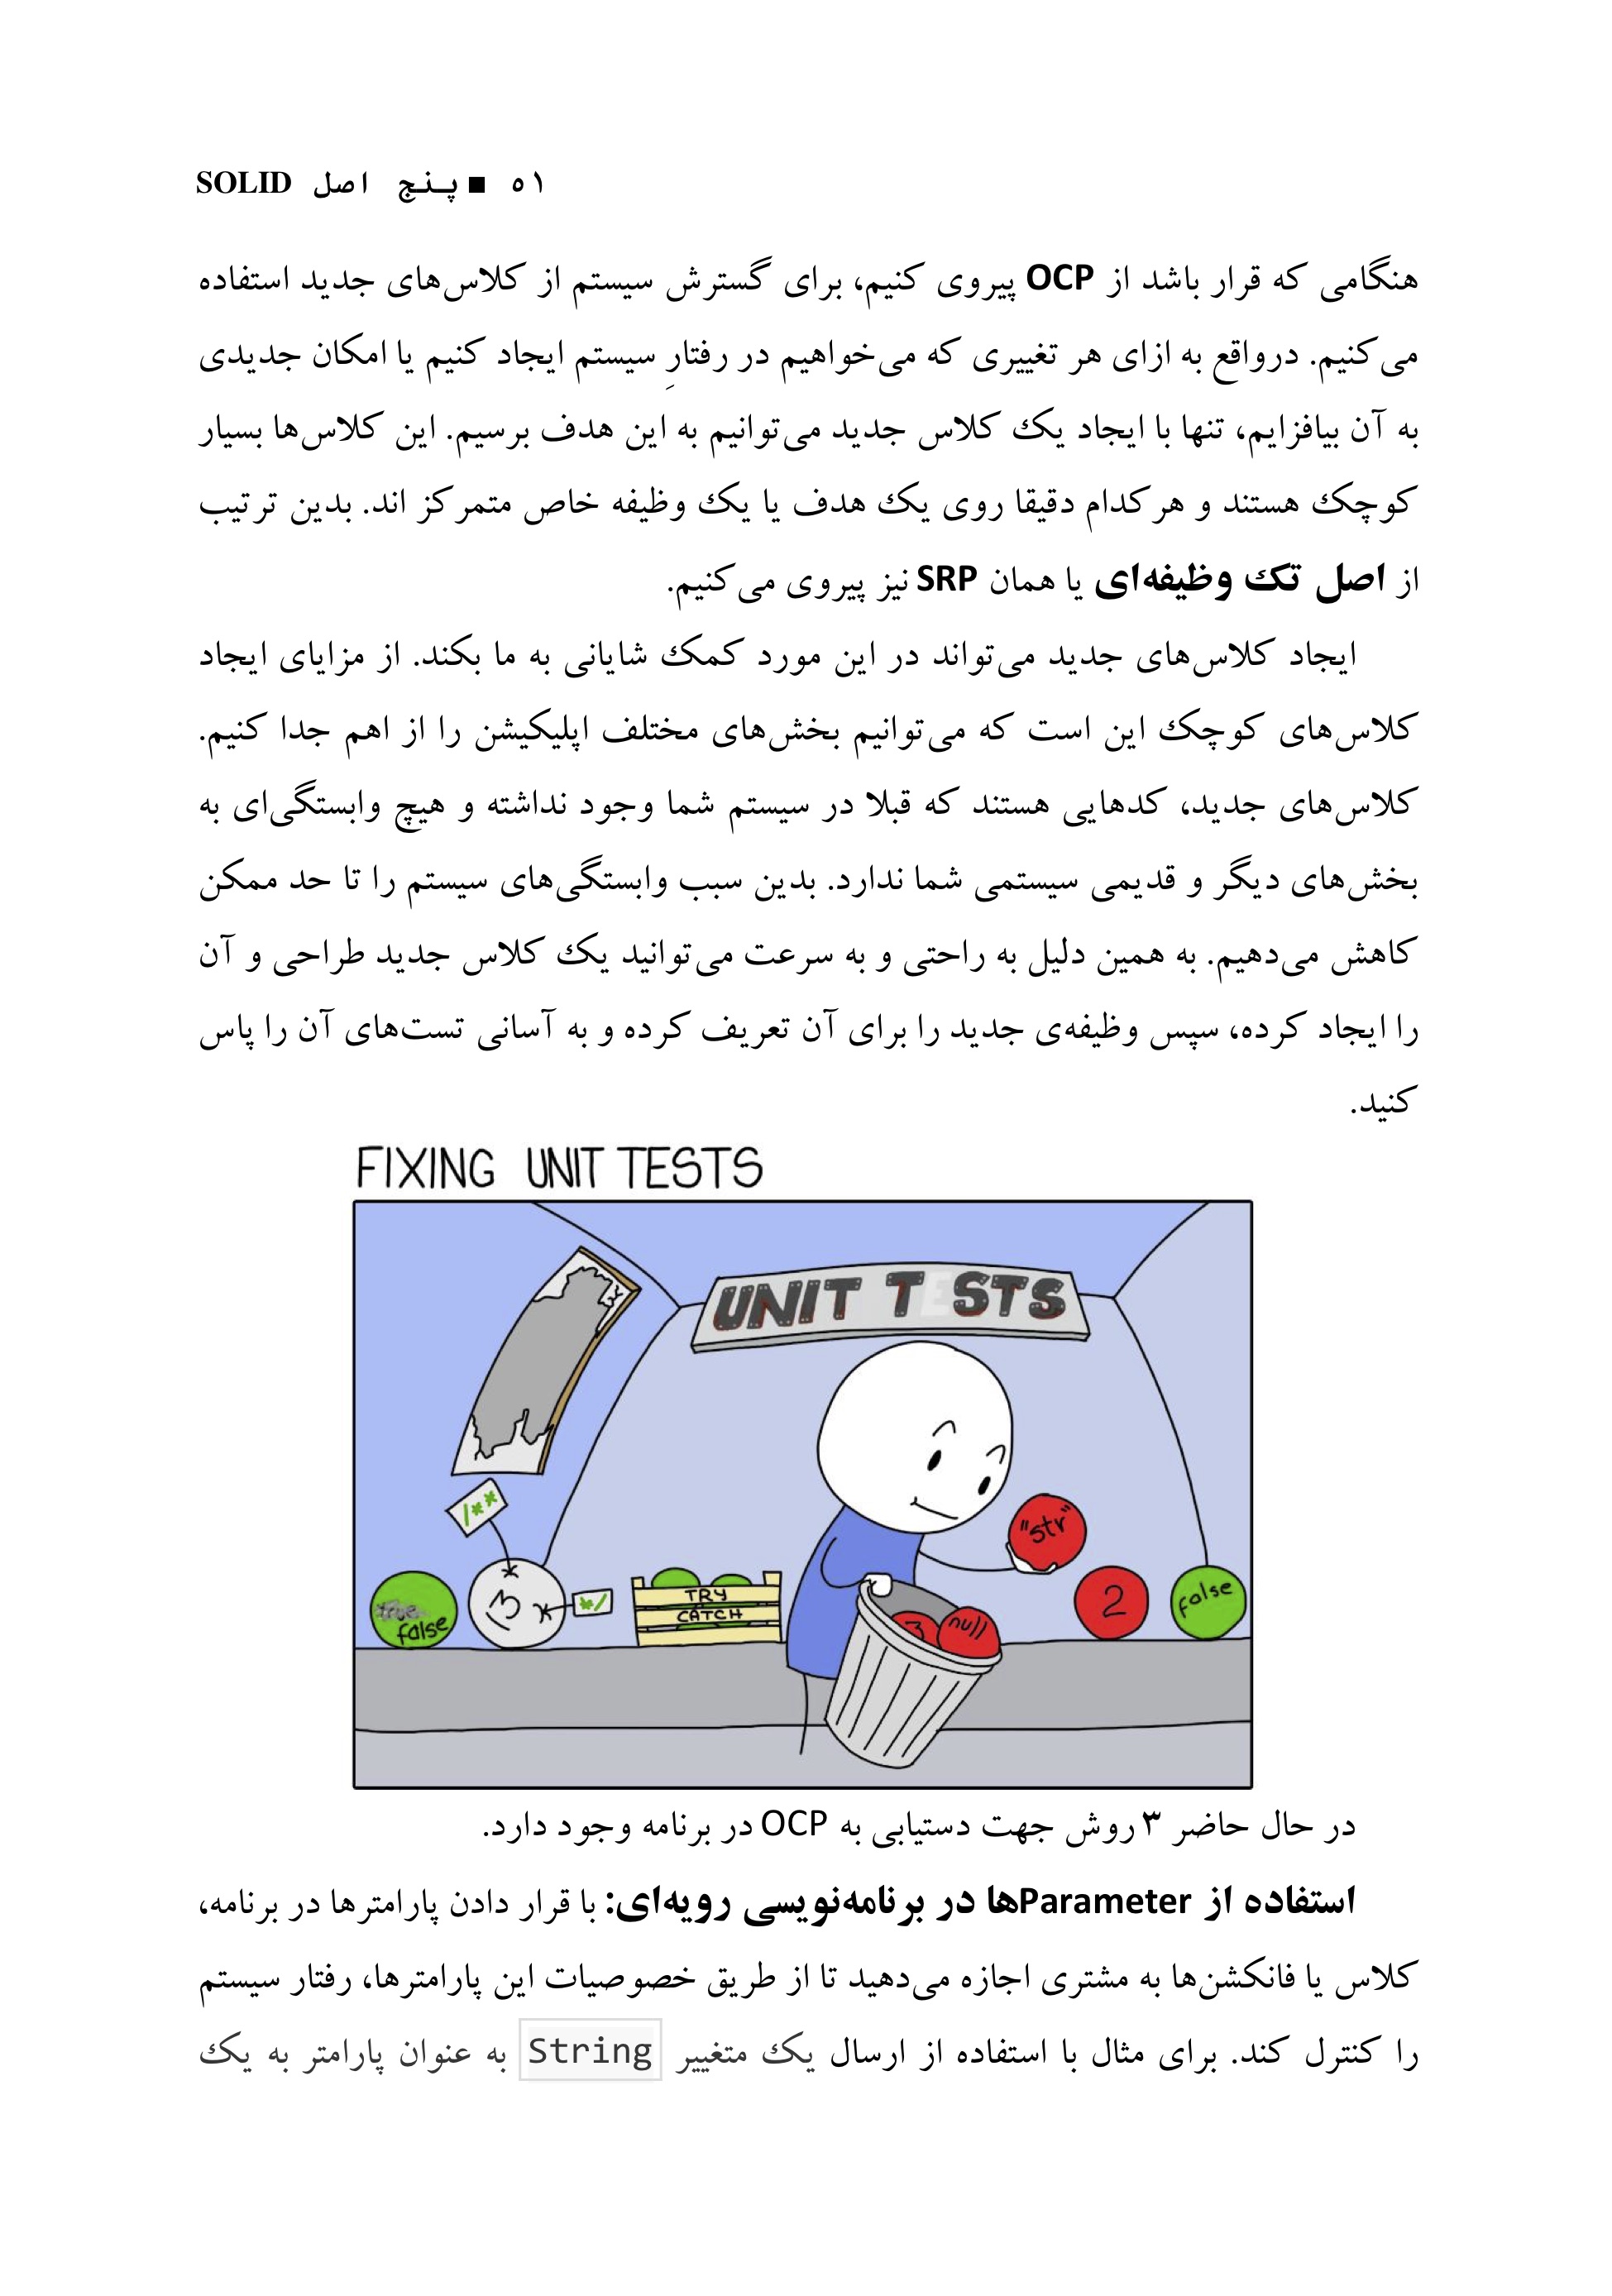 ۵۱ ■ پنج اصل SOLID
هنگامی که قرار باشد از OCP پیروی کنیم، برای گسترش سیستم از کلاس‌های جدید استفاده
می‌کنیم. درواقع به ازای هر تغییری که می‌خواهیم در رفتارِ سیستم ایجاد کنیم یا امکان جدیدی
به آن بیافزایم، تنها با ایجاد یک کلاس جدید می‌توانیم به این هدف برسیم. این کلاس‌ها بسیار
کوچک هستند و هرکدام دقیقا روی یک هدف یا یک وظیفه خاص متمرکز اند. بدین ترتیب
از اصل تک وظیفه‌ای یا همان SRP نیز پیروی می‌کنیم.
ایجاد کلاس‌های جدید می‌تواند در این مورد کمک شایانی به ما بکند. از مزایای ایجاد
کلاس‌های کوچک این است که می‌توانیم بخش‌های مختلف اپلیکیشن را از اهم جدا کنیم.
کلاس‌های جدید، کدهایی هستند که قبلا در سیستم شما وجود نداشته و هیچ وابستگی‌ای به
بخش‌های دیگر و قدیمی سیستمی شما ندارد. بدین سبب وابستگی‌های سیستم را تا حد ممکن
کاهش می‌دهیم. به همین دلیل به راحتی و به سرعت می‌توانید یک کلاس جدید طراحی و آن
را ایجاد کرده، سپس وظیفه‌ی جدید را برای آن تعریف کرده و به آسانی تست‌های آن را پاس
کنید.
FIXING UNIT TESTS
UNIT TESTS
/**
"str"
true
false
3
*/
TRY
CATCH
3
null
2
false
در حال حاضر ۳ روش جهت دستیابی به OCP در برنامه وجود دارد.
استفاده از Parameterها در برنامه‌نویسی رویه‌ای: با قرار دادن پارامترها در برنامه،
کلاس یا فانکشن‌ها به مشتری اجازه می‌دهید تا از طریق خصوصیات این پارامترها، رفتار سیستم
را کنترل کند. برای مثال با استفاده از ارسال یک متغییر String به عنوان پارامتر به یک